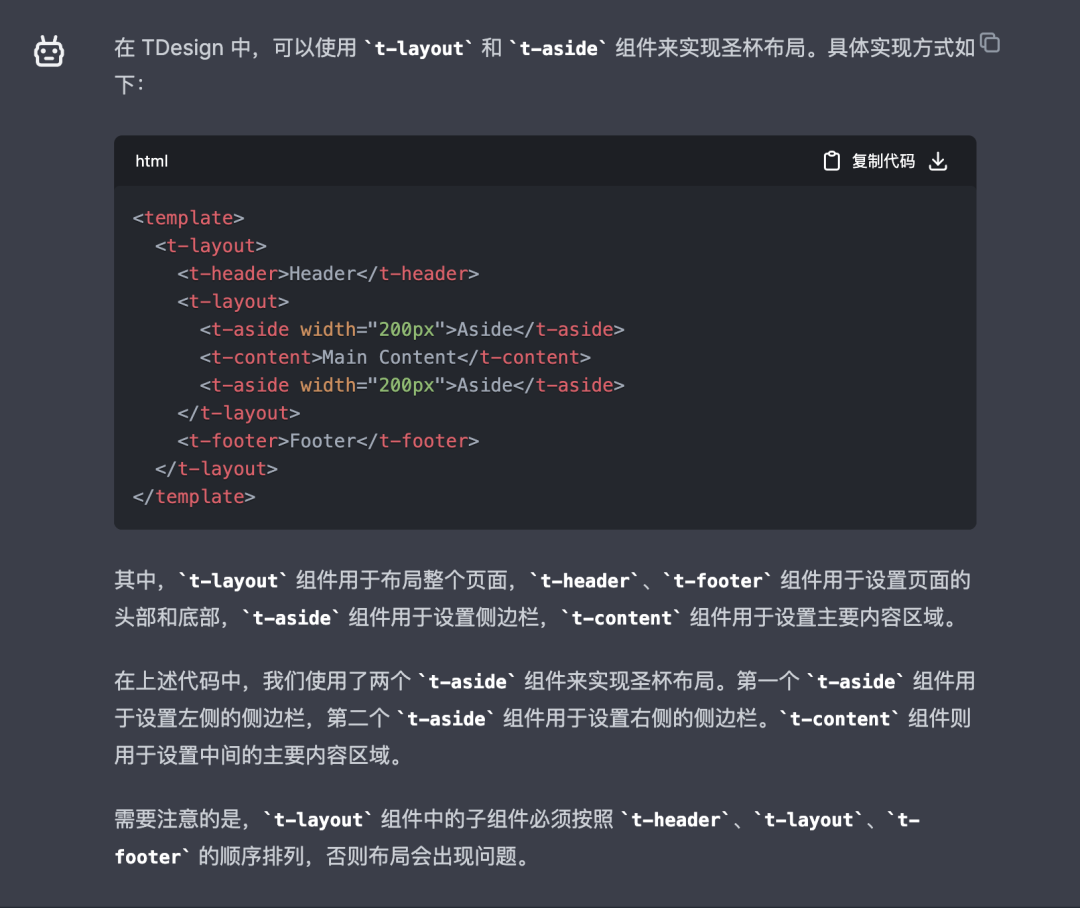 在 TDesign 中，可以使用 `t-layout` 和 `t-aside` 组件来实现圣杯布局。具体实现方式如
下：
html
复制代码
<template>
  <t-layout>
    <t-header>Header</t-header>
    <t-layout>
      <t-aside width="200px">Aside</t-aside>
      <t-content>Main Content</t-content>
      <t-aside width="200px">Aside</t-aside>
    </t-layout>
    <t-footer>Footer</t-footer>
  </t-layout>
</template>
其中，`t-layout` 组件用于布局整个页面，`t-header`、`t-footer` 组件用于设置页面的
头部和底部，`t-aside` 组件用于设置侧边栏，`t-content` 组件用于设置主要内容区域。
在上述代码中，我们使用了两个 `t-aside` 组件来实现圣杯布局。第一个 `t-aside` 组件用
于设置左侧的侧边栏，第二个 `t-aside` 组件用于设置右侧的侧边栏。`t-content` 组件则
用于设置中间的主要内容区域。
需要注意的是，`t-layout` 组件中的子组件必须按照 `t-header`、`t-layout`、`t-
footer` 的顺序排列，否则布局会出现问题。